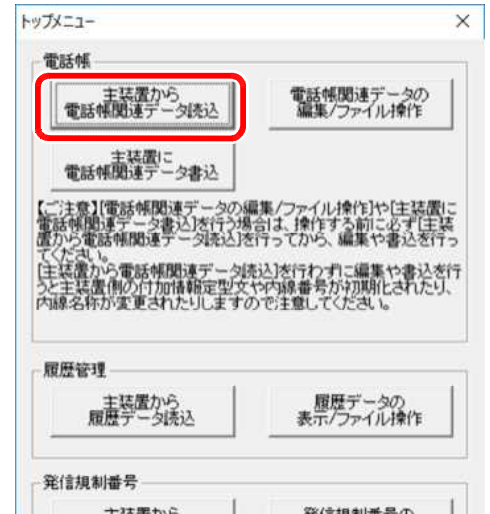 トップメニュー
電話帳
主装置から
電話帳関連データ読込
電話帳関連データの
編集/ファイル操作
主装置に
電話帳関連データ書込
【ご注意】[電話帳関連データの編集/ファイル操作]や[主装置に
電話帳関連データ書込]を行う場合は、操作する前に必ず[主装
置から電話帳関連データ読込]を行ってから、編集や書込を行っ
てください。
[主装置から電話帳関連データ読込]を行わずに編集や書込を行
うと主装置側の付加情報定型文や内線番号が初期化されたり、
内線名称が変更されたりしますので注意してください。
履歴管理
主装置から
履歴データ読込
履歴データの
表示/ファイル操作
発信規制番号
主装置から
発信規制番号の